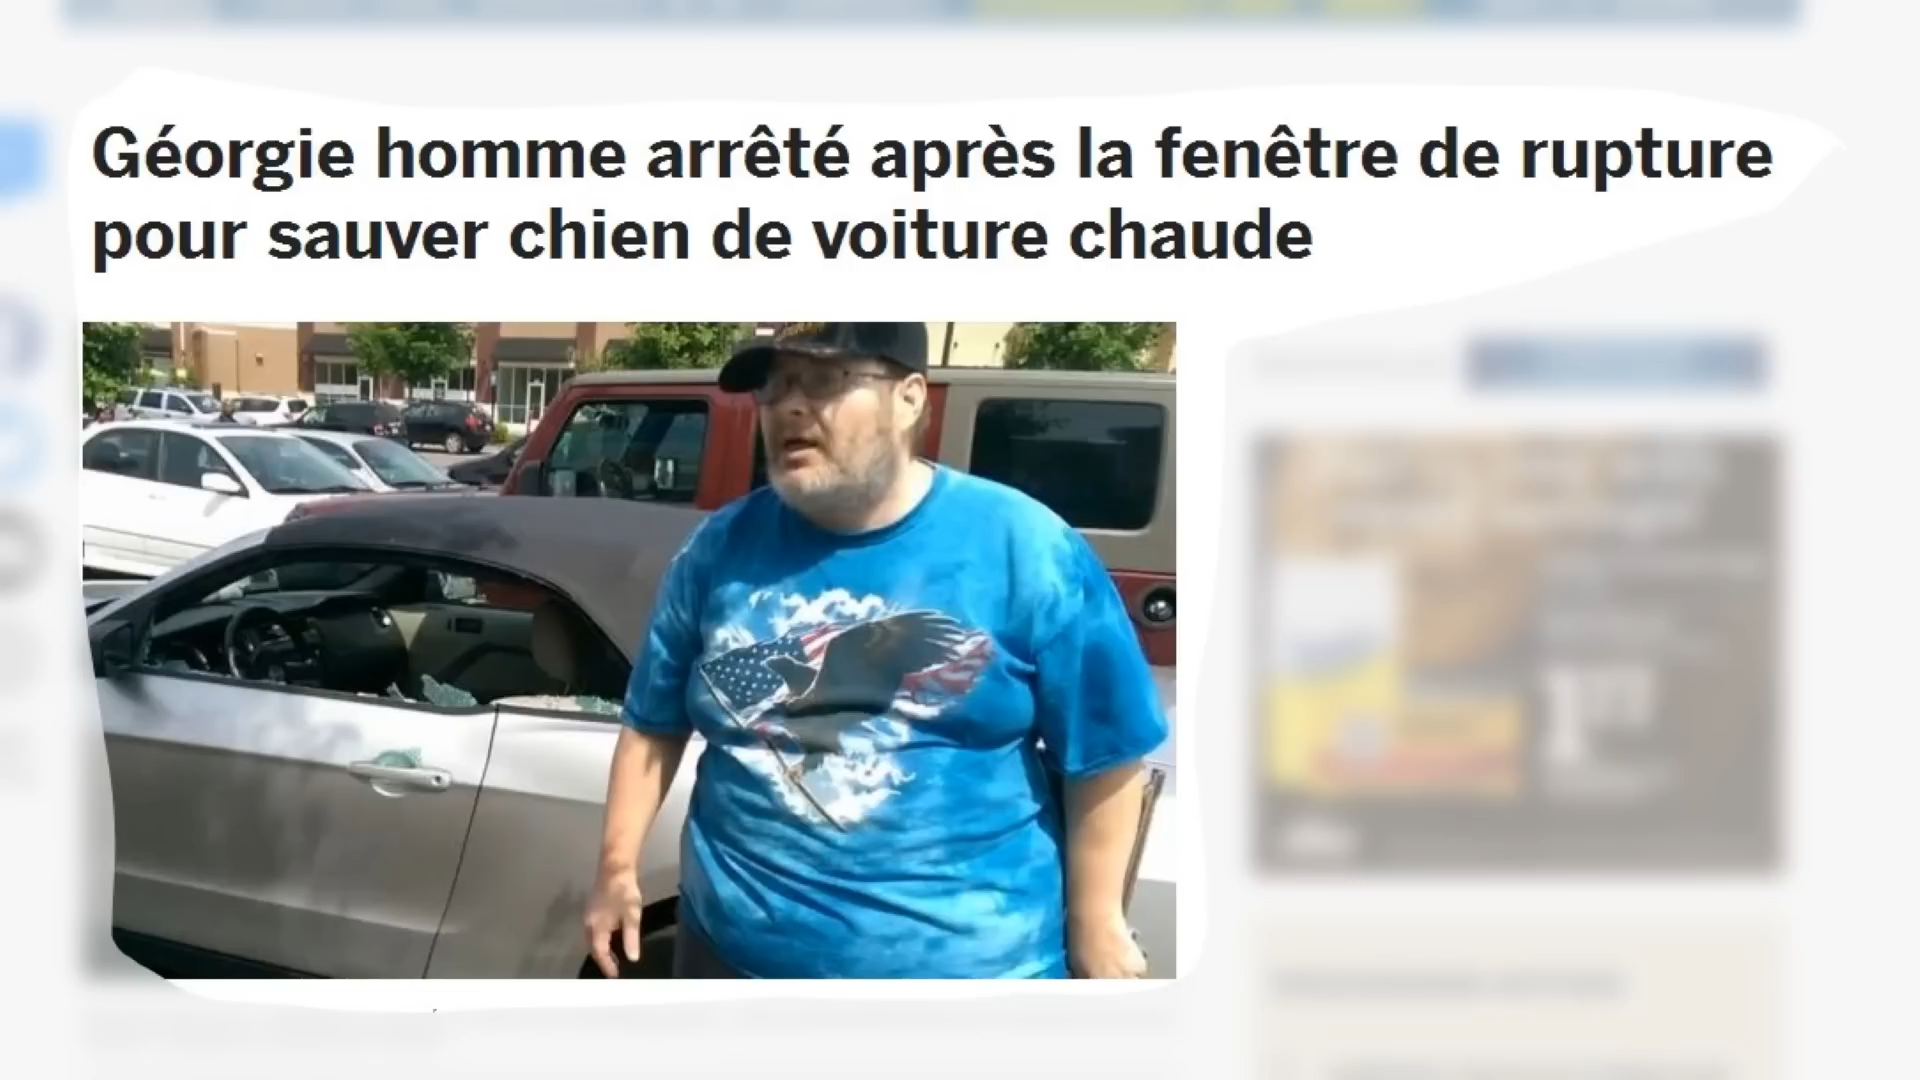 Géorgie homme arrêté après la fenêtre de rupture
pour sauver chien de voiture chaude